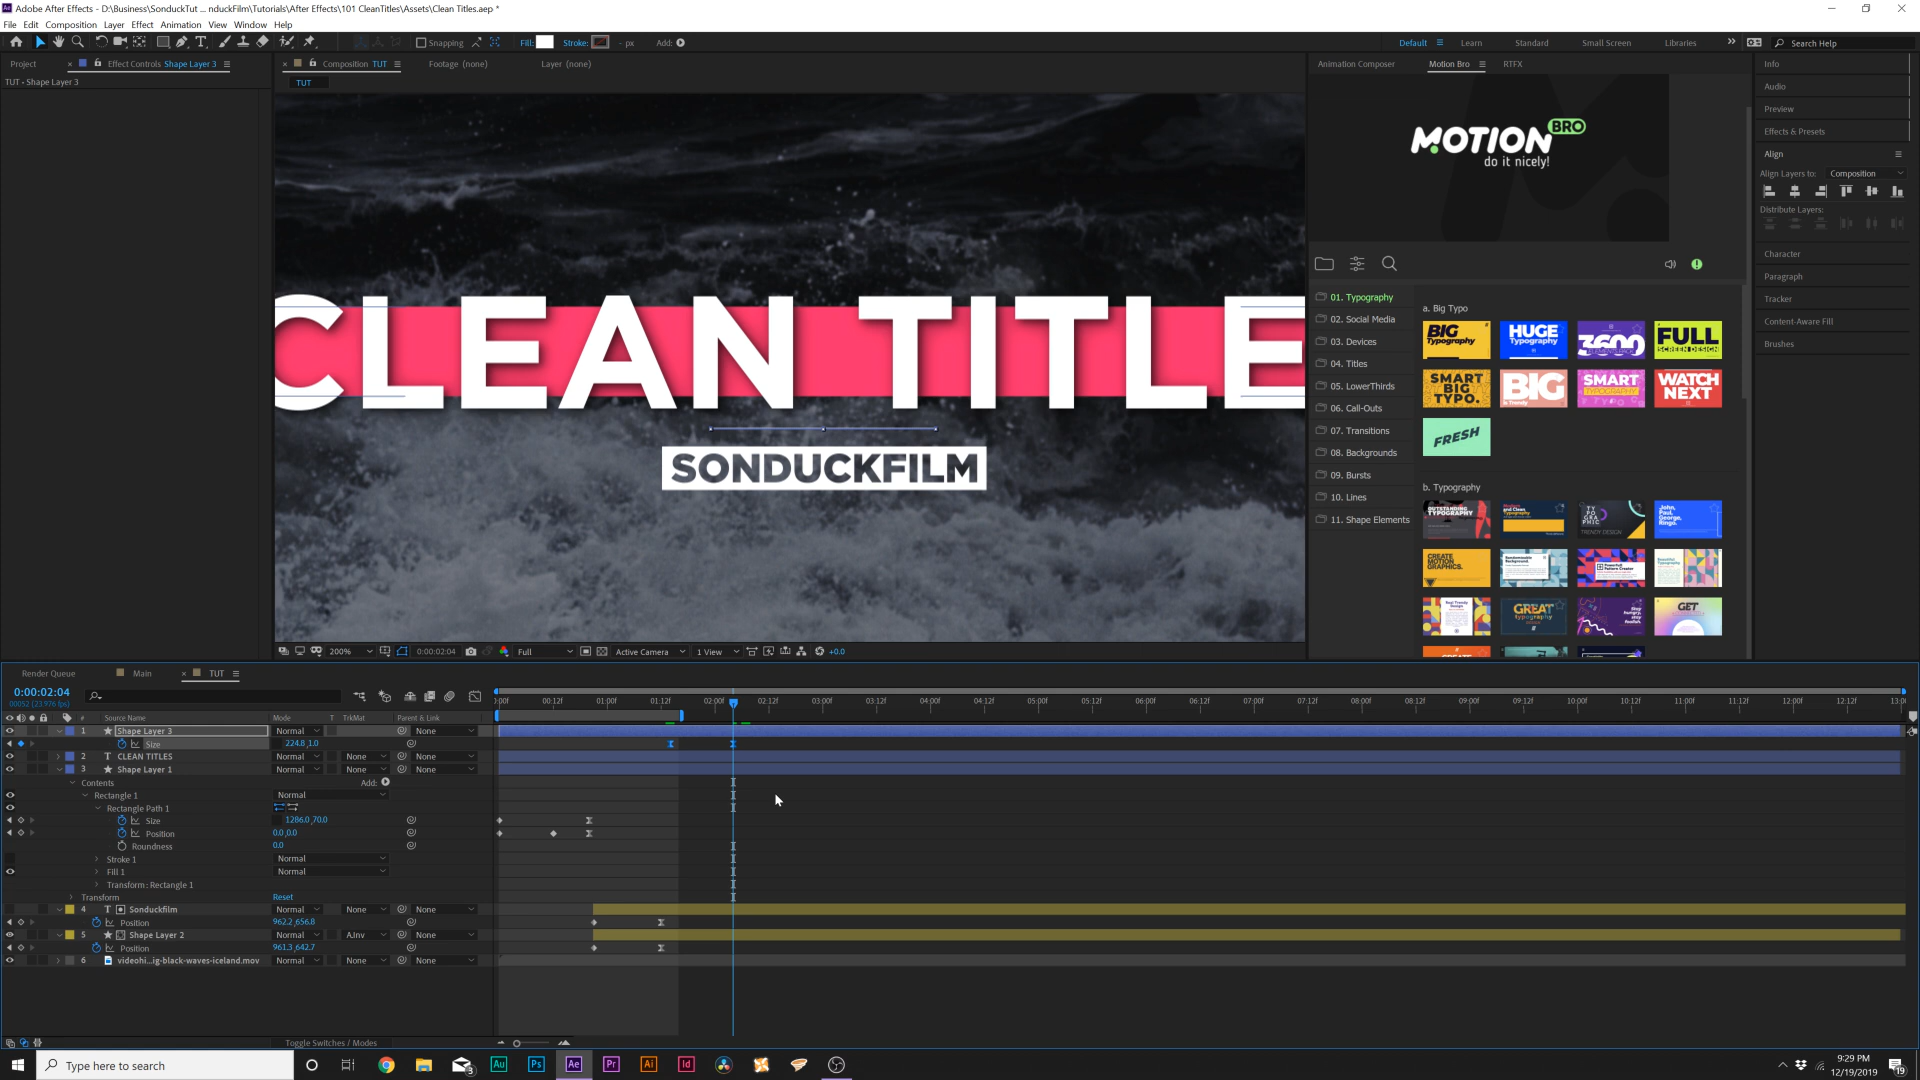 Adobe After Effects - D:\Business\SonduckTut ... nduckFilm\Tutorials\After Effects\101 CleanTitles\Assets\Clean Titles.aep *
File Edit Composition Layer Effect Animation View Window Help
Snapping Fill: Stroke: - px Add: Default Learn Standard Small Screen Libraries Search Help
Project Effect Controls Shape Layer 3 Composition TUT Footage (none) Layer (none) Animation Composer Motion Bro RTFX Info
TUT • Shape Layer 3 TUT
Audio
Preview
Effects & Presets
Align
Align Layers to: Composition
Distribute Layers:
Character
Paragraph
Tracker
Content-Aware Fill
Brushes
MOTION BRO
do it nicely!
01. Typography
02. Social Media
03. Devices
04. Titles
05. LowerThirds
06. Call-Outs
07. Transitions
08. Backgrounds
09. Bursts
10. Lines
11. Shape Elements
a. Big Typo
BIG Typography
HUGE Typography
3600
FULL SCREEN DESIGN
SMART BIG TYPO.
BIG
SMART TYPOGRAPHY
WATCH NEXT
FRESH
b. Typography
OUTSTANDING TYPOGRAPHY
TYPOGRAPHIC
TRENDY DESIGN
John, Paul, George, Ringo.
CREATE MOTION GRAPHICS.
GREAT typography
GET
CLEAN TITLE
SONDUCKFILM
200% 0:00:02:04 Full Active Camera 1 View +0.0
Render Queue Main TUT
0:00:02:04
00052 (23.976 fps)
:00f 00:12f 01:00f 01:12f 02:00f 02:12f 03:00f 03:12f 04:00f 04:12f 05:00f 05:12f 06:00f 06:12f 07:00f 07:12f 08:00f 08:12f 09:00f 09:12f 10:00f 10:12f 11:00f 11:12f 12:00f 12:12f 13:0
# Source Name Mode T TrkMat Parent & Link
1 Shape Layer 3 Normal None
Size 224.8,1.0
2 T CLEAN TITLES Normal None None
3 Shape Layer 1 Normal None None
Contents Add:
Rectangle 1 Normal
Rectangle Path 1
Size 1286.0,70.0
Position 0.0,0.0
Roundness 0.0
Stroke 1 Normal
Fill 1 Normal
Transform: Rectangle 1
Transform Reset
4 T Sonduckfilm Normal None None
Position 962.2,656.8
5 Shape Layer 2 Normal A.Inv None
Position 961.3,642.7
6 videohi...ig-black-waves-iceland.mov Normal None None
Toggle Switches / Modes
Type here to search
Au Ps Ae Pr Ai Id
3
9:29 PM
12/19/2019
19